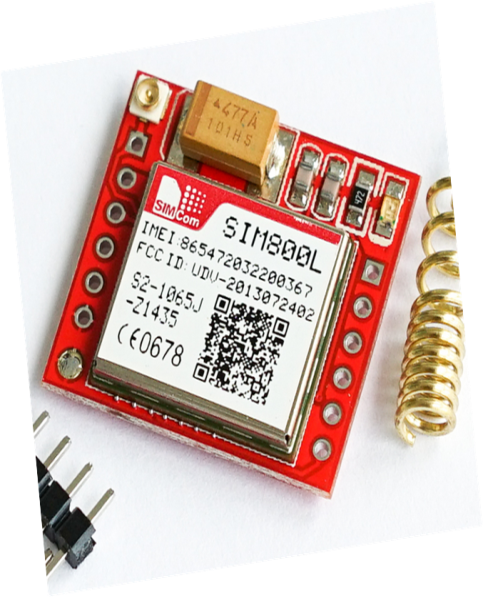 477A
101HS
472
SIMCom
SIM800L
IMEI:865472032200367
FCC ID: UDV-2013072402
S2-1065J
-Z1435
CE0678